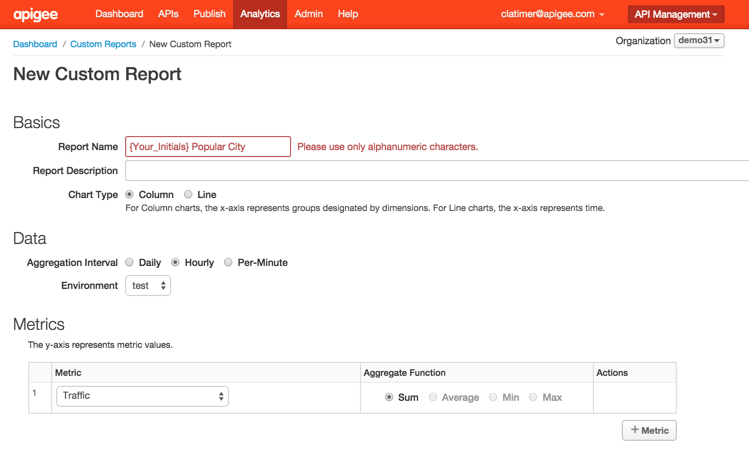 apigee Dashboard APIs Publish Analytics Admin Help clatimer@apigee.com API Management
Dashboard / Custom Reports / New Custom Report Organization demo31
New Custom Report
Basics
Report Name {Your_Initials} Popular City Please use only alphanumeric characters.
Report Description
Chart Type Column Line
For Column charts, the x-axis represents groups designated by dimensions. For Line charts, the x-axis represents time.
Data
Aggregation Interval Daily Hourly Per-Minute
Environment test
Metrics
The y-axis represents metric values.
Metric Aggregate Function Actions
1 Traffic Sum Average Min Max
+ Metric